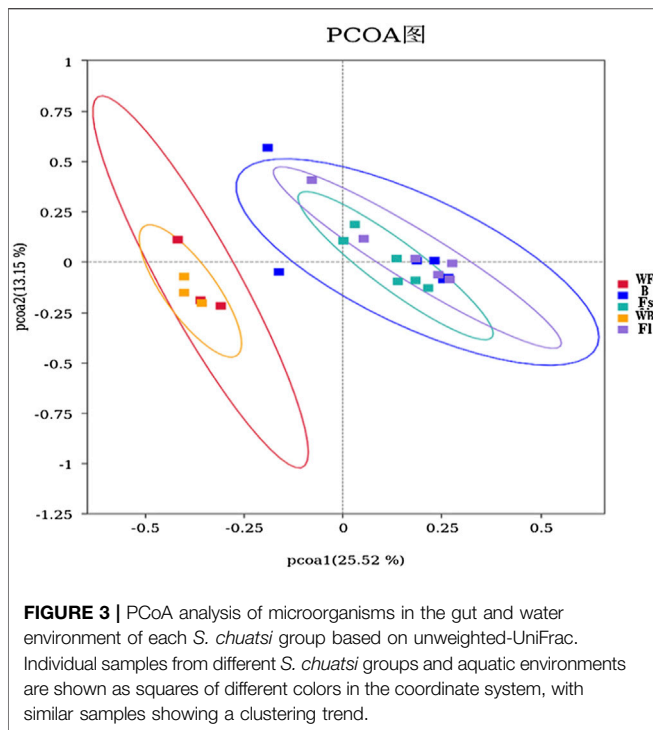 PCOA图
1
0.75
0.5
0.25
0
-0.25
-0.5
-0.75
-1
-1.25
pcoa2(13.15 %)
-0.5
-0.25
0
0.25
0.5
pcoa1(25.52 %)
B
Fs
Fl
FIGURE 3 | PCoA analysis of microorganisms in the gut and water
environment of each S. chuatsi group based on unweighted-UniFrac.
Individual samples from different S. chuatsi groups and aquatic environments
are shown as squares of different colors in the coordinate system, with
similar samples showing a clustering trend.